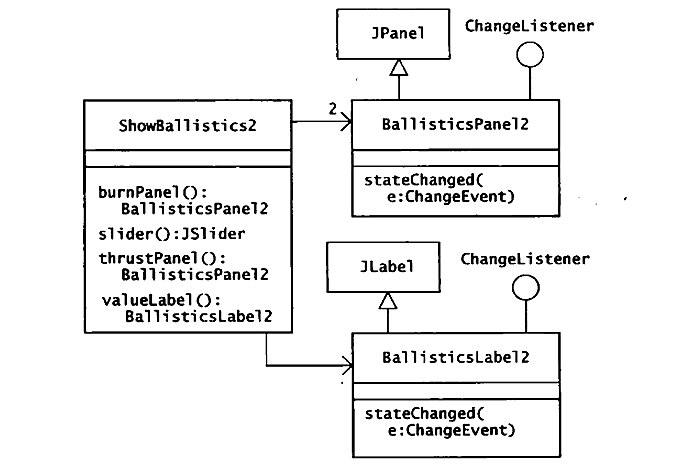 JPanel
ChangeListener
ShowBallistics2
2
BallisticsPanel2
burnPanel():
BallisticsPanel2
slider():JSlider
thrustPanel():
BallisticsPanel2
valueLabel():
BallisticsLabel2
stateChanged(
e:ChangeEvent)
JLabel
ChangeListener
BallisticsLabel2
stateChanged(
e:ChangeEvent)